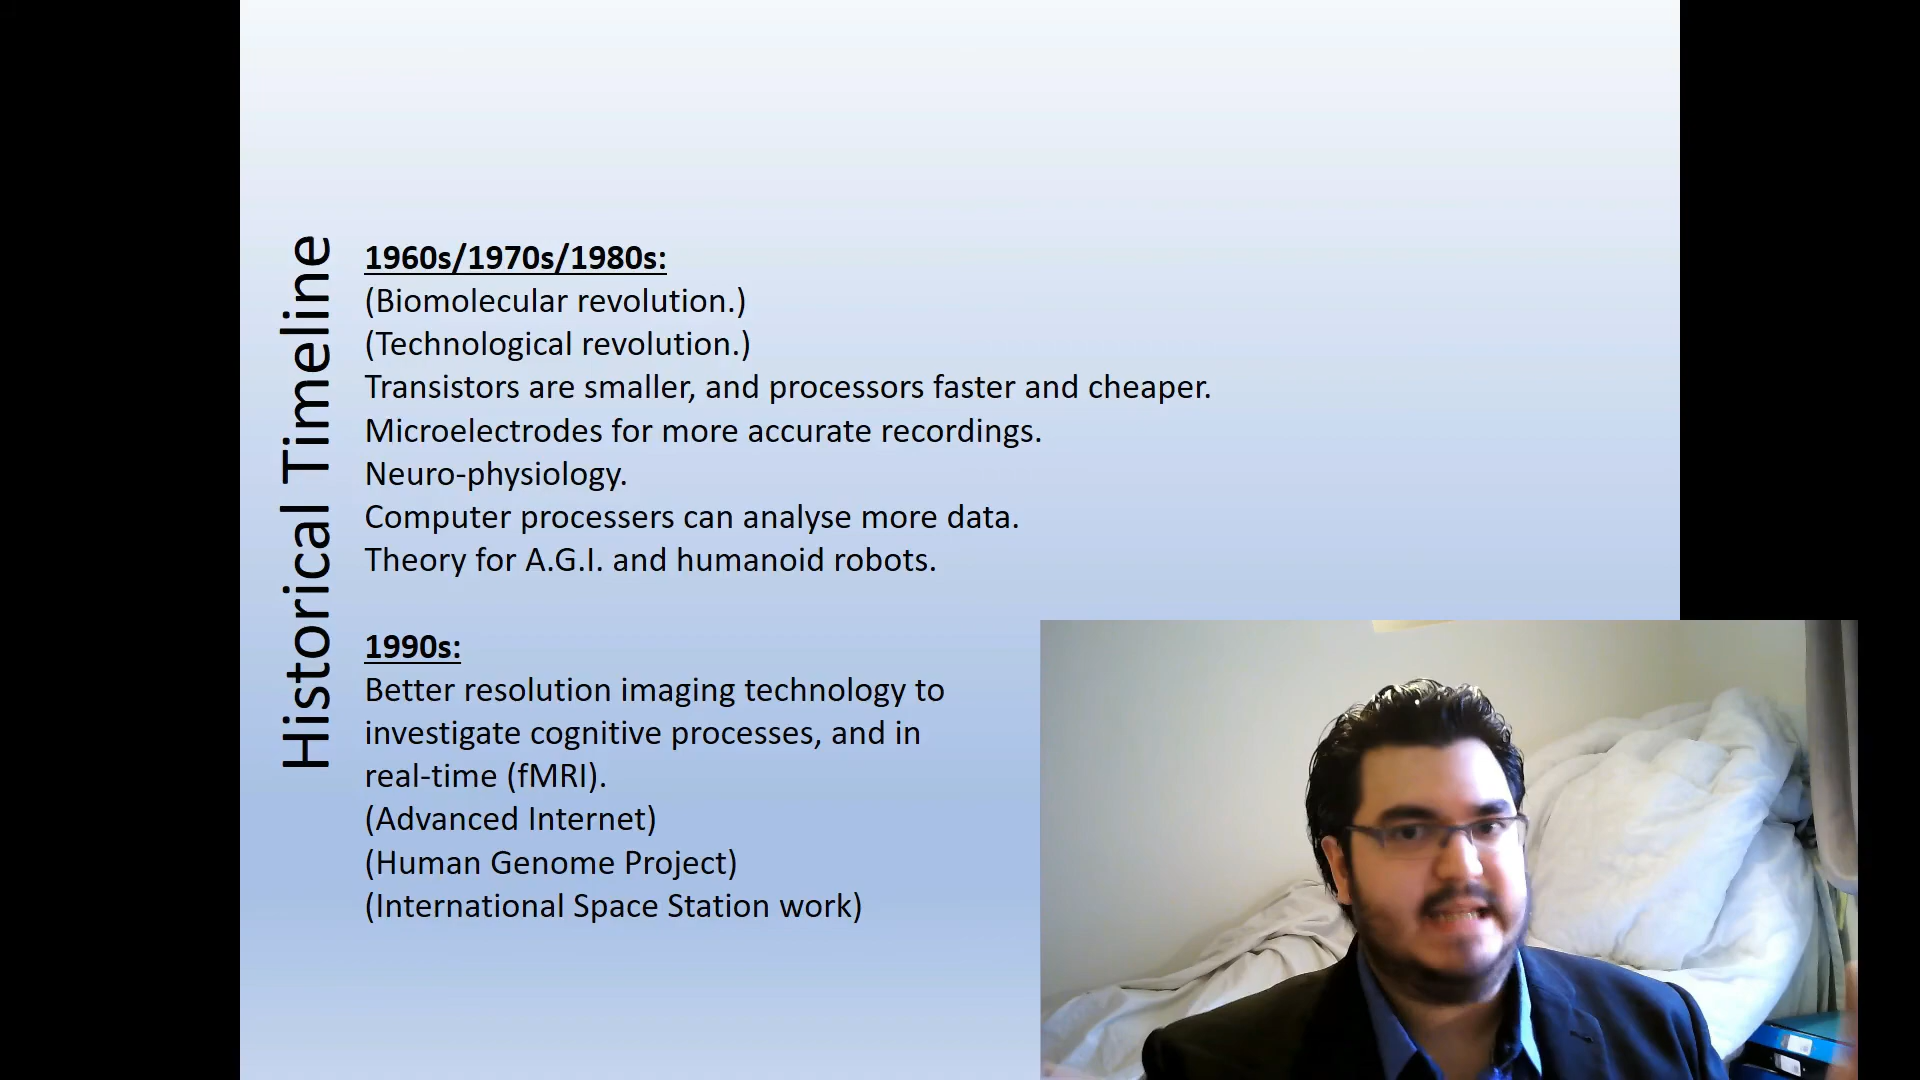 Historical Timeline
1960s/1970s/1980s:
(Biomolecular revolution.)
(Technological revolution.)
Transistors are smaller, and processors faster and cheaper.
Microelectrodes for more accurate recordings.
Neuro-physiology.
Computer processers can analyse more data.
Theory for A.G.I. and humanoid robots.
1990s:
Better resolution imaging technology to
investigate cognitive processes, and in
real-time (fMRI).
(Advanced Internet)
(Human Genome Project)
(International Space Station work)